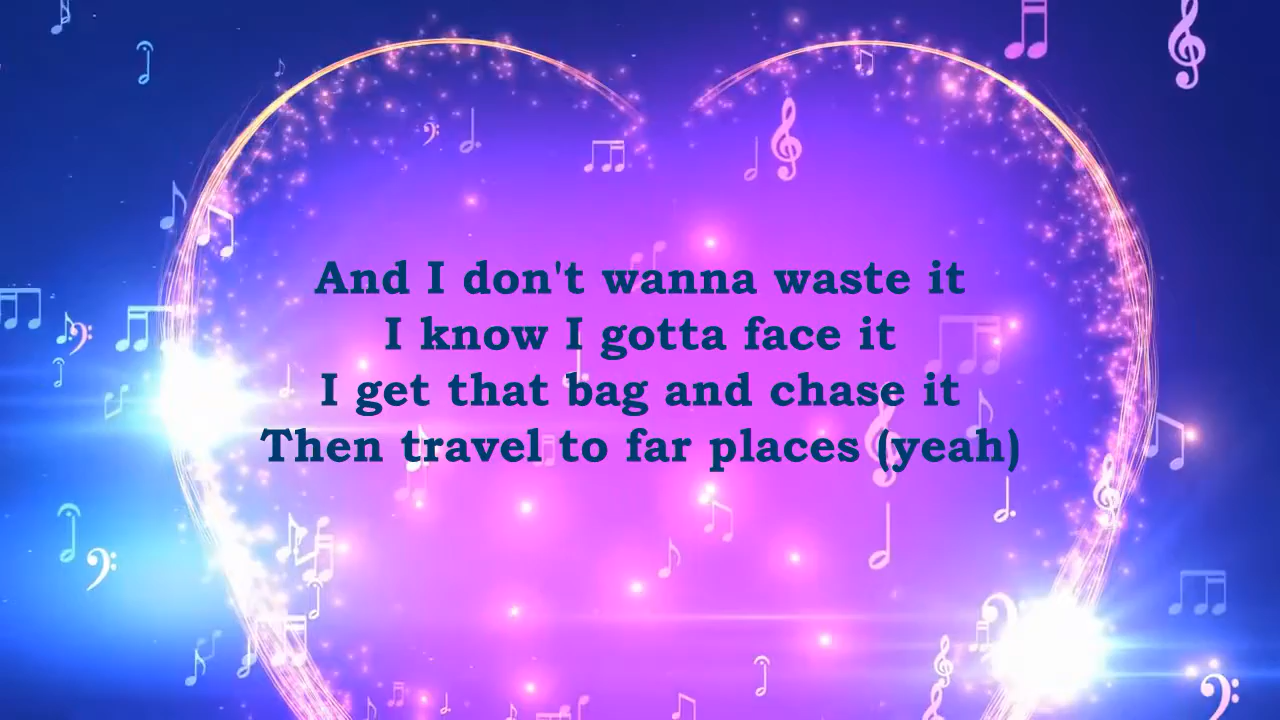 And I don't wanna waste it
I know I gotta face it
I get that bag and chase it
Then travel to far places (yeah)